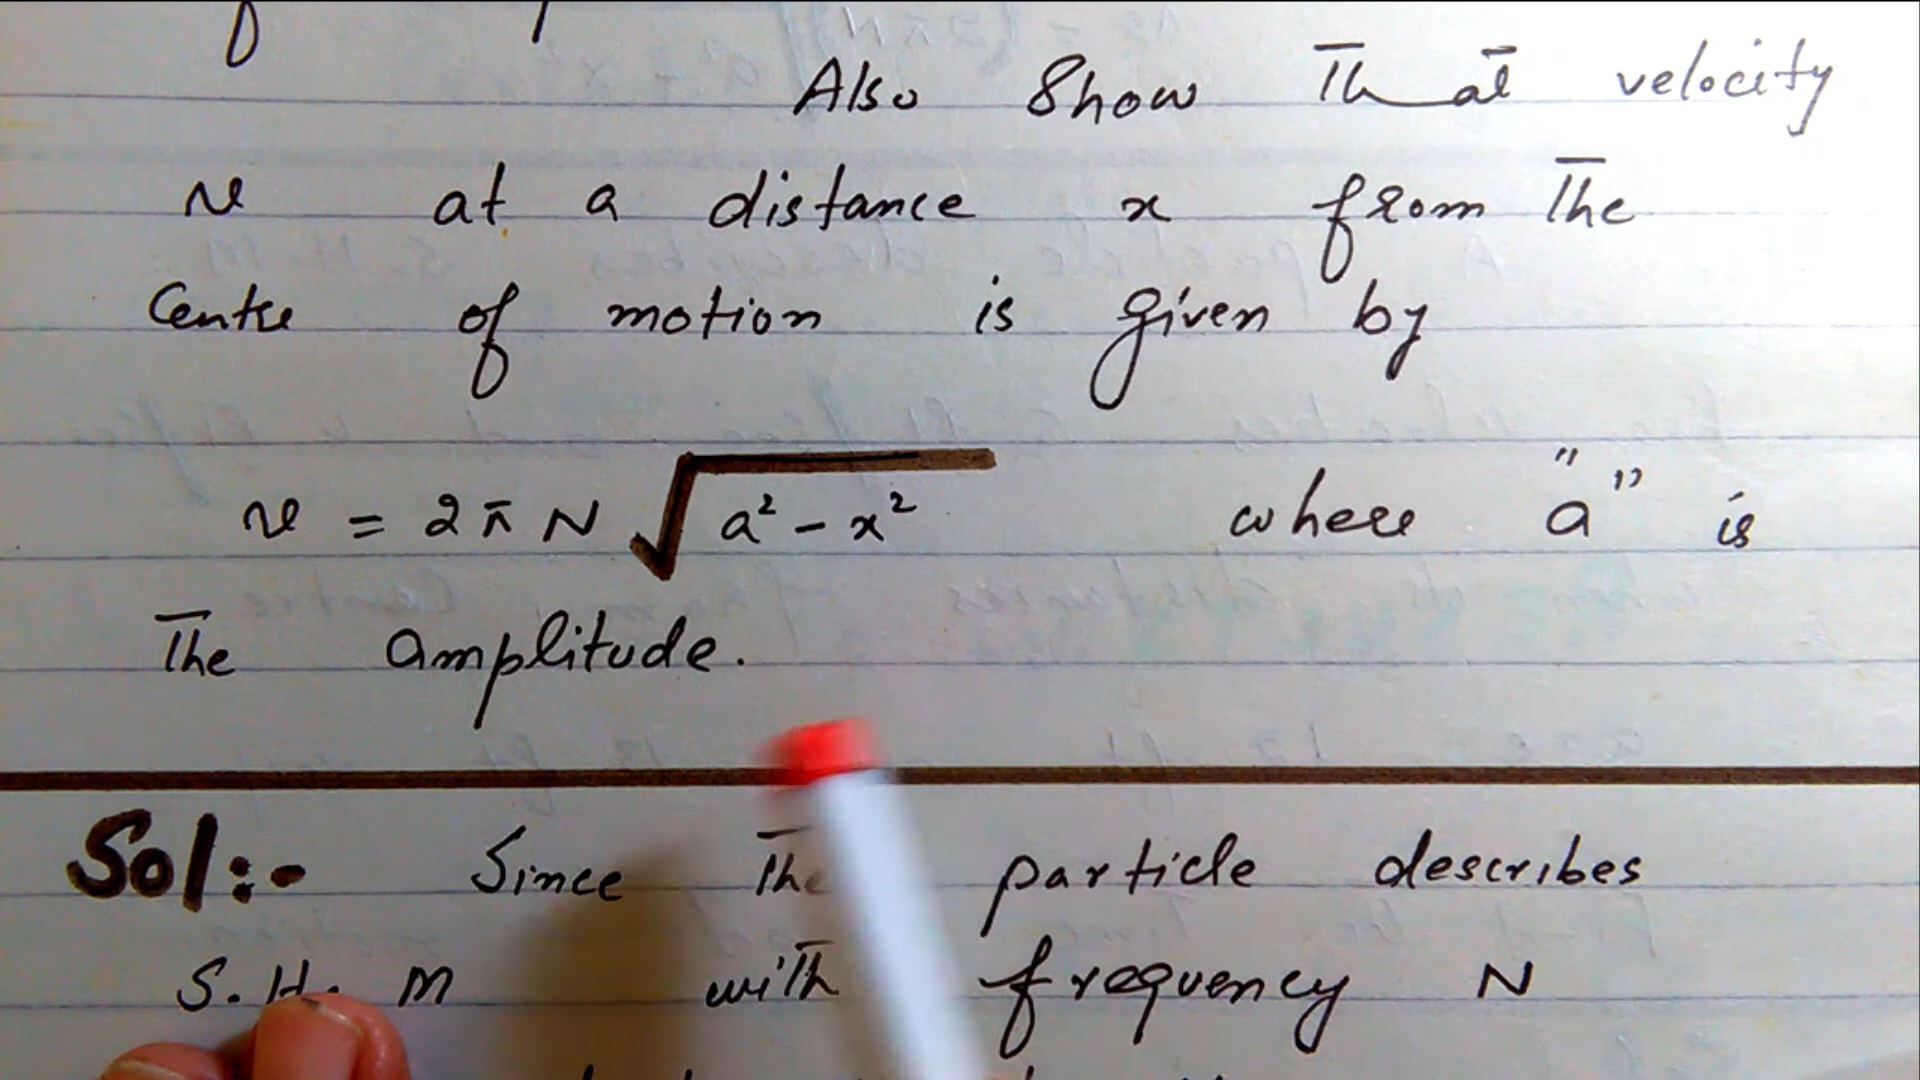 Also Show That velocity
v at a distance x from The
Centre of motion is given by
v = 2πN √(a² - x²) where "a" is
The amplitude.
Sol:- Since The particle describes
S.H.M with frequency N